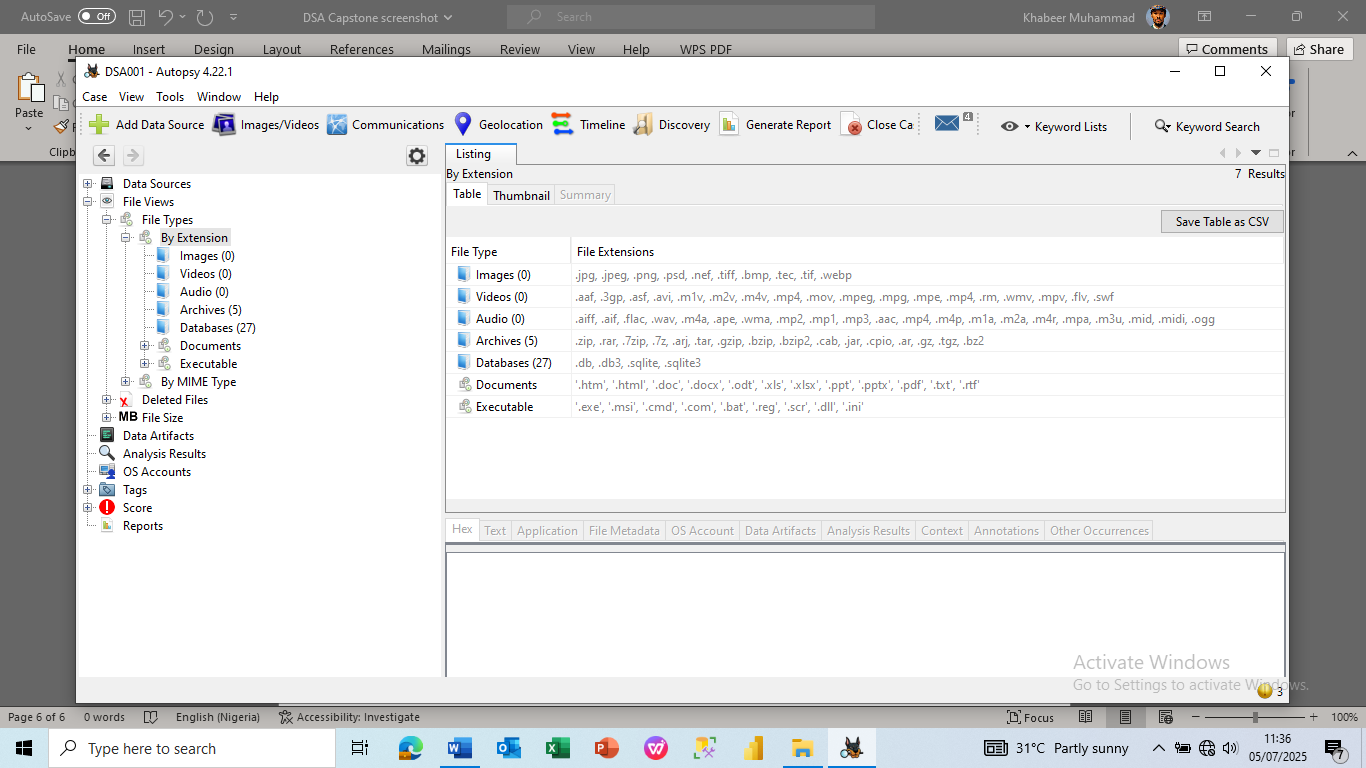 AutoSave Off DSA Capstone screenshot Search Khabeer Muhammad
File Home Insert Design Layout References Mailings Review View Help WPS PDF Comments Share
Paste
Clipb
DSA001 - Autopsy 4.22.1
Case View Tools Window Help
Add Data Source Images/Videos Communications Geolocation Timeline Discovery Generate Report Close Ca 4 Keyword Lists Keyword Search
Data Sources
File Views
File Types
By Extension
Images (0)
Videos (0)
Audio (0)
Archives (5)
Databases (27)
Documents
Executable
By MIME Type
Deleted Files
MB File Size
Data Artifacts
Analysis Results
OS Accounts
Tags
Score
Reports
Listing
By Extension 7 Results
Table Thumbnail Summary
Save Table as CSV
File Type File Extensions
Images (0) .jpg, .jpeg, .png, .psd, .nef, .tiff, .bmp, .tec, .tif, .webp
Videos (0) .aaf, .3gp, .asf, .avi, .m1v, .m2v, .m4v, .mp4, .mov, .mpeg, .mpg, .mpe, .mp4, .rm, .wmv, .mpv, .flv, .swf
Audio (0) .aiff, .aif, .flac, .wav, .m4a, .ape, .wma, .mp2, .mp1, .mp3, .aac, .mp4, .m4p, .m1a, .m2a, .m4r, .mpa, .m3u, .mid, .midi, .ogg
Archives (5) .zip, .rar, .7zip, .7z, .arj, .tar, .gzip, .bzip, .bzip2, .cab, .jar, .cpio, .ar, .gz, .tgz, .bz2
Databases (27) .db, .db3, .sqlite, .sqlite3
Documents '.htm', '.html', '.doc', '.docx', '.odt', '.xls', '.xlsx', '.ppt', '.pptx', '.pdf', '.txt', '.rtf'
Executable '.exe', '.msi', '.cmd', '.com', '.bat', '.reg', '.scr', '.dll', '.ini'
Hex Text Application File Metadata OS Account Data Artifacts Analysis Results Context Annotations Other Occurrences
Activate Windows
Go to Settings to activate Windows.
3
Page 6 of 6 0 words English (Nigeria) Accessibility: Investigate Focus 100%
Type here to search 31°C Partly sunny 11:36
05/07/2025 7